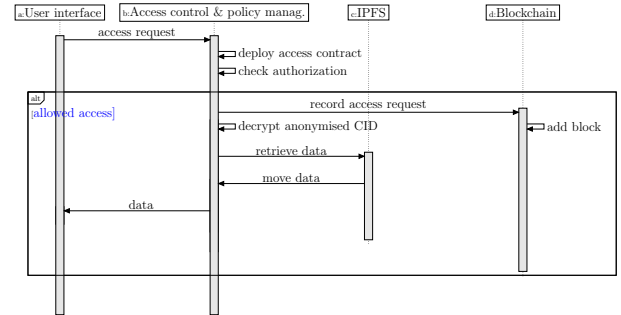 a:User interface
b:Access control & policy manag.
c:IPFS
d:Blockchain
access request
deploy access contract
check authorization
alt
[allowed access]
record access request
decrypt anonymised CID
add block
retrieve data
move data
data